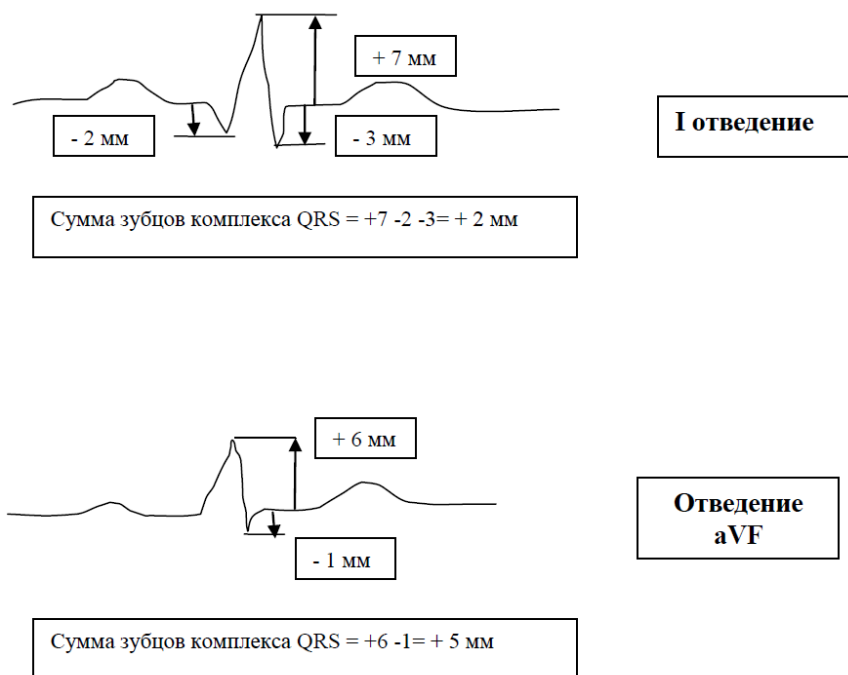 + 7 мм
- 2 мм
- 3 мм
I отведение
Сумма зубцов комплекса QRS = +7 -2 -3= + 2 мм
+ 6 мм
- 1 мм
Отведение
aVF
Сумма зубцов комплекса QRS = +6 -1= + 5 мм